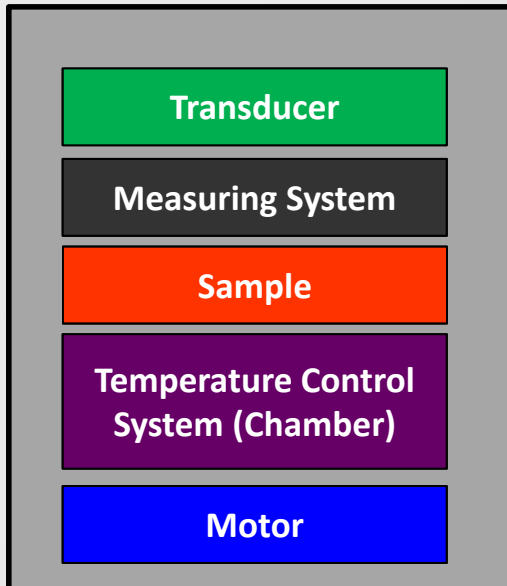 Transducer
Measuring System
Sample
Temperature Control
System (Chamber)
Motor